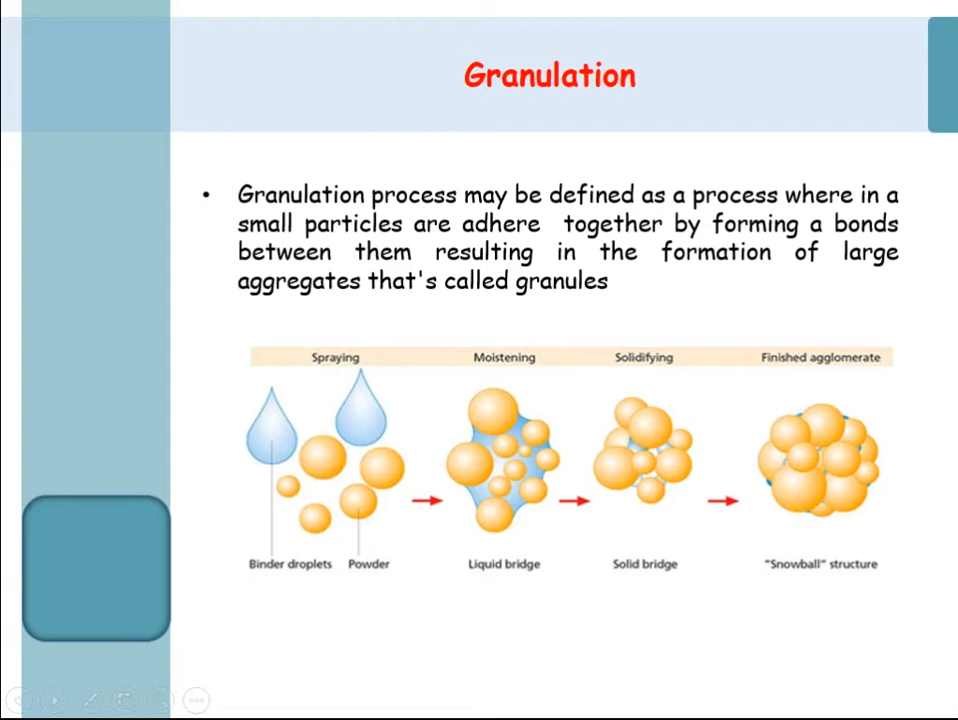 Granulation
• Granulation process may be defined as a process where in a
small particles are adhere together by forming a bonds
between them resulting in the formation of large
aggregates that's called granules
Spraying Moistening Solidifying Finished agglomerate
Binder droplets Powder Liquid bridge Solid bridge "Snowball" structure